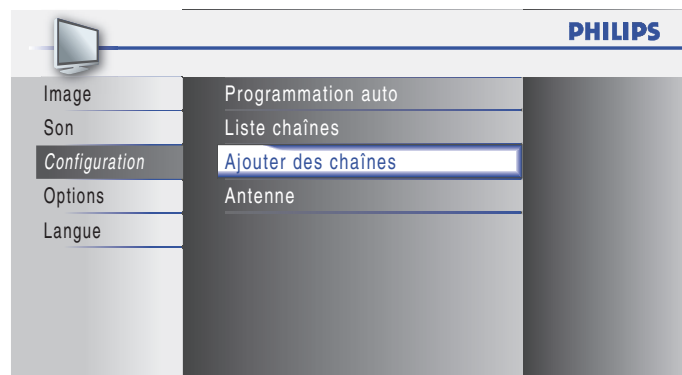 PHILIPS
Image
Son
Configuration
Options
Langue
Programmation auto
Liste chaînes
Ajouter des chaînes
Antenne